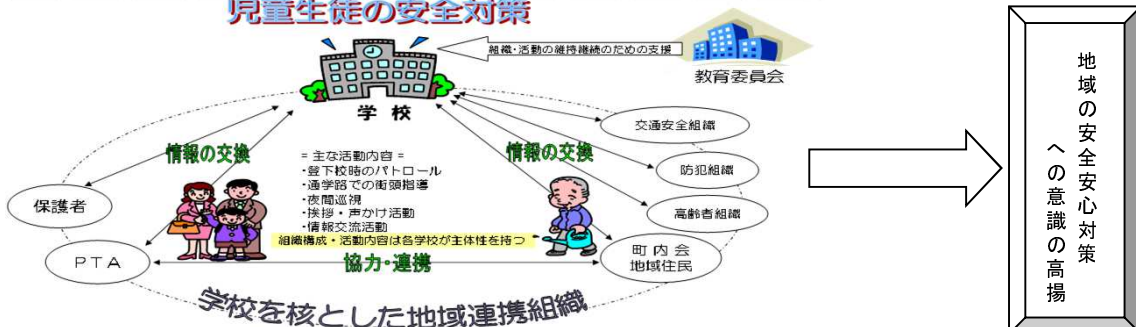 児童生徒の安全対策
組織・活動の維持継続のための支援
教育委員会
学校
交通安全組織
情報の交換
情報の交換
= 主な活動内容 =
・登下校時のパトロール
・通学路での街頭指導
・夜間巡視
・挨拶・声かけ活動
・情報交流活動
組織構成・活動内容は各学校が主体性を持つ
防犯組織
保護者
高齢者組織
PTA
町内会
地域住民
協力・連携
学校を核とした地域連携組織
地域の安全安心対策
への意識の高揚